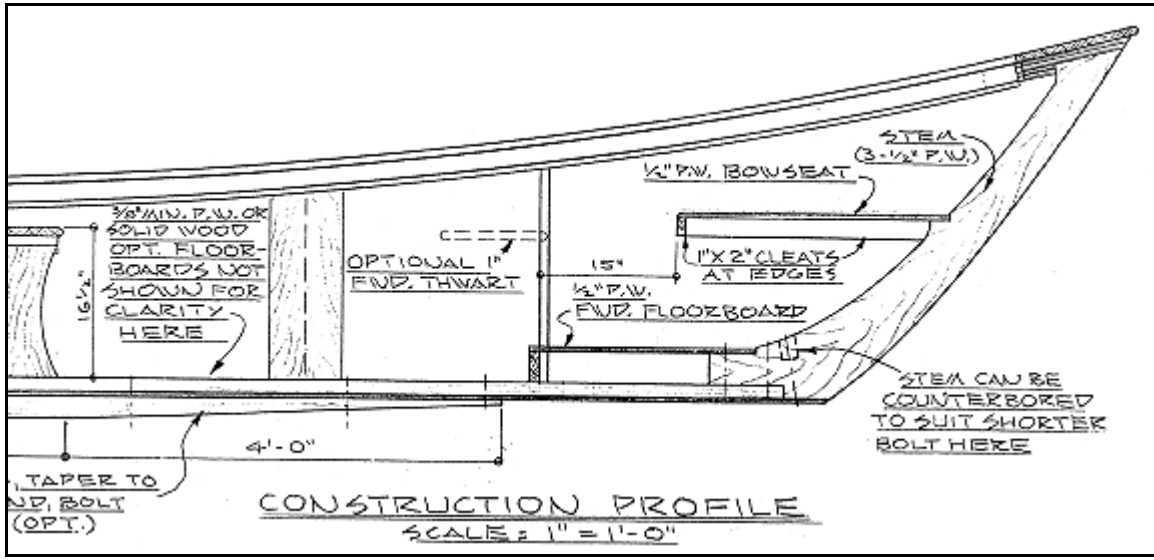 STEM
(3-½" P.W.)
½" P.W. BOWSEAT
3/8" MIN. P.W. OR
SOLID WOOD
OPT. FLOOR-
BOARDS NOT
SHOWN FOR
CLARITY
HERE
16½"
OPTIONAL 1"
FWD. THWART
15"
1" X 2" CLEATS
AT EDGES
½" P.W.
FWD. FLOORBOARD
STEM CAN BE
COUNTERBORED
TO SUIT SHORTER
BOLT HERE
4'-0"
, TAPER TO
ND, BOLT
(OPT.)
CONSTRUCTION PROFILE
SCALE: 1" = 1'-0"